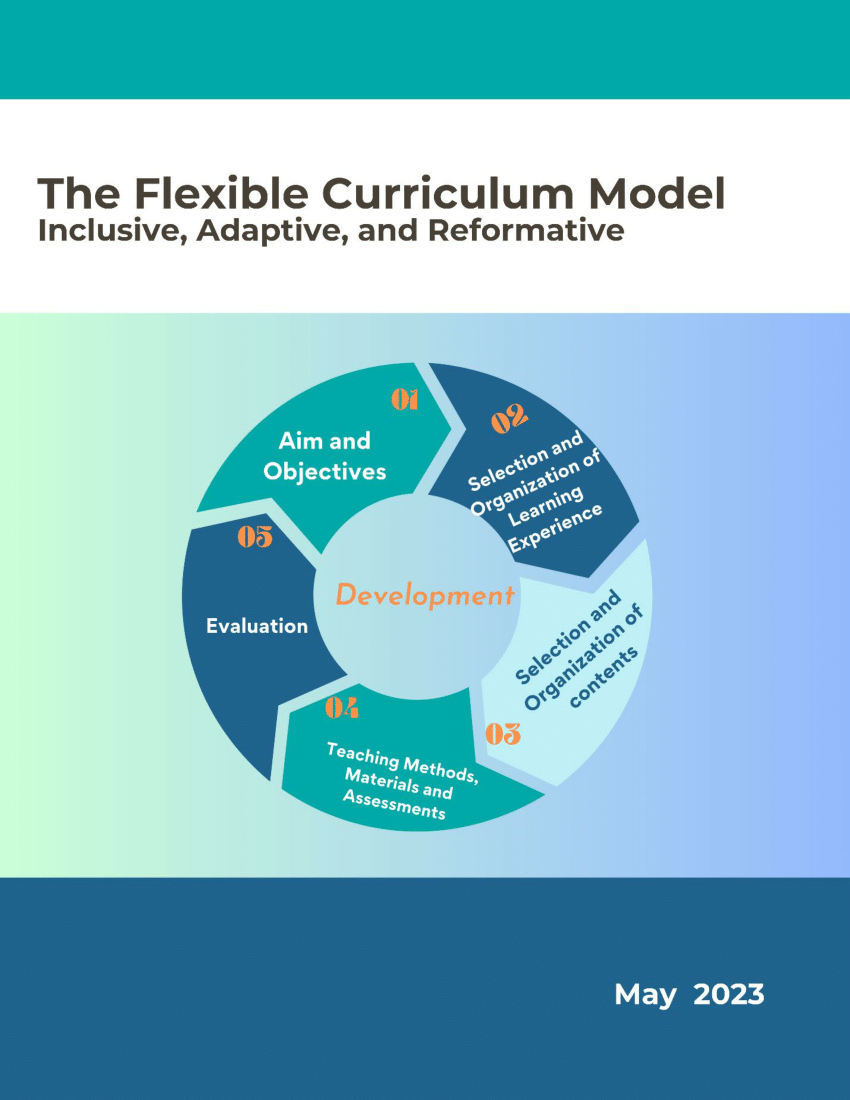 The Flexible Curriculum Model
Inclusive, Adaptive, and Reformative
01
Aim and
Objectives
02
Selection and
Organization of
Learning
Experience
03
Selection and
Organization of
contents
04
Teaching Methods,
Materials and
Assessments
05
Evaluation
Development
May 2023